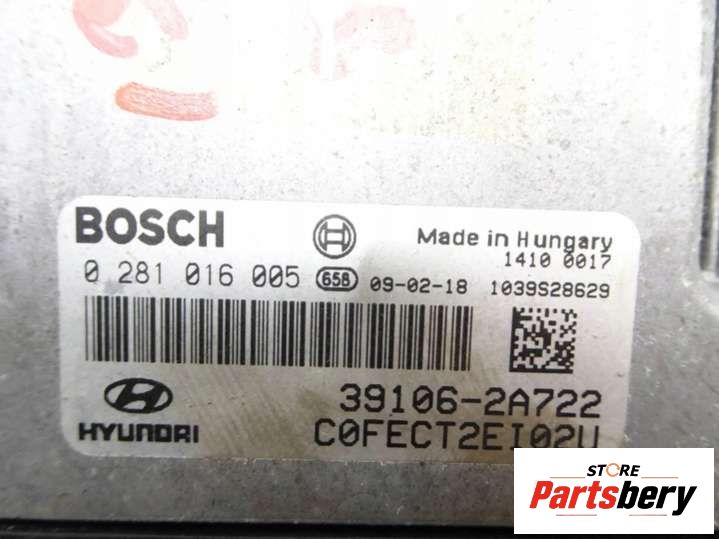 BOSCH
Made in Hungary
1410 0017
0 281 016 005 658 09-02-18 1039S28629
39106-2A722
HYUNDAI
C0FECT2EI02U
STORE
Partsbery